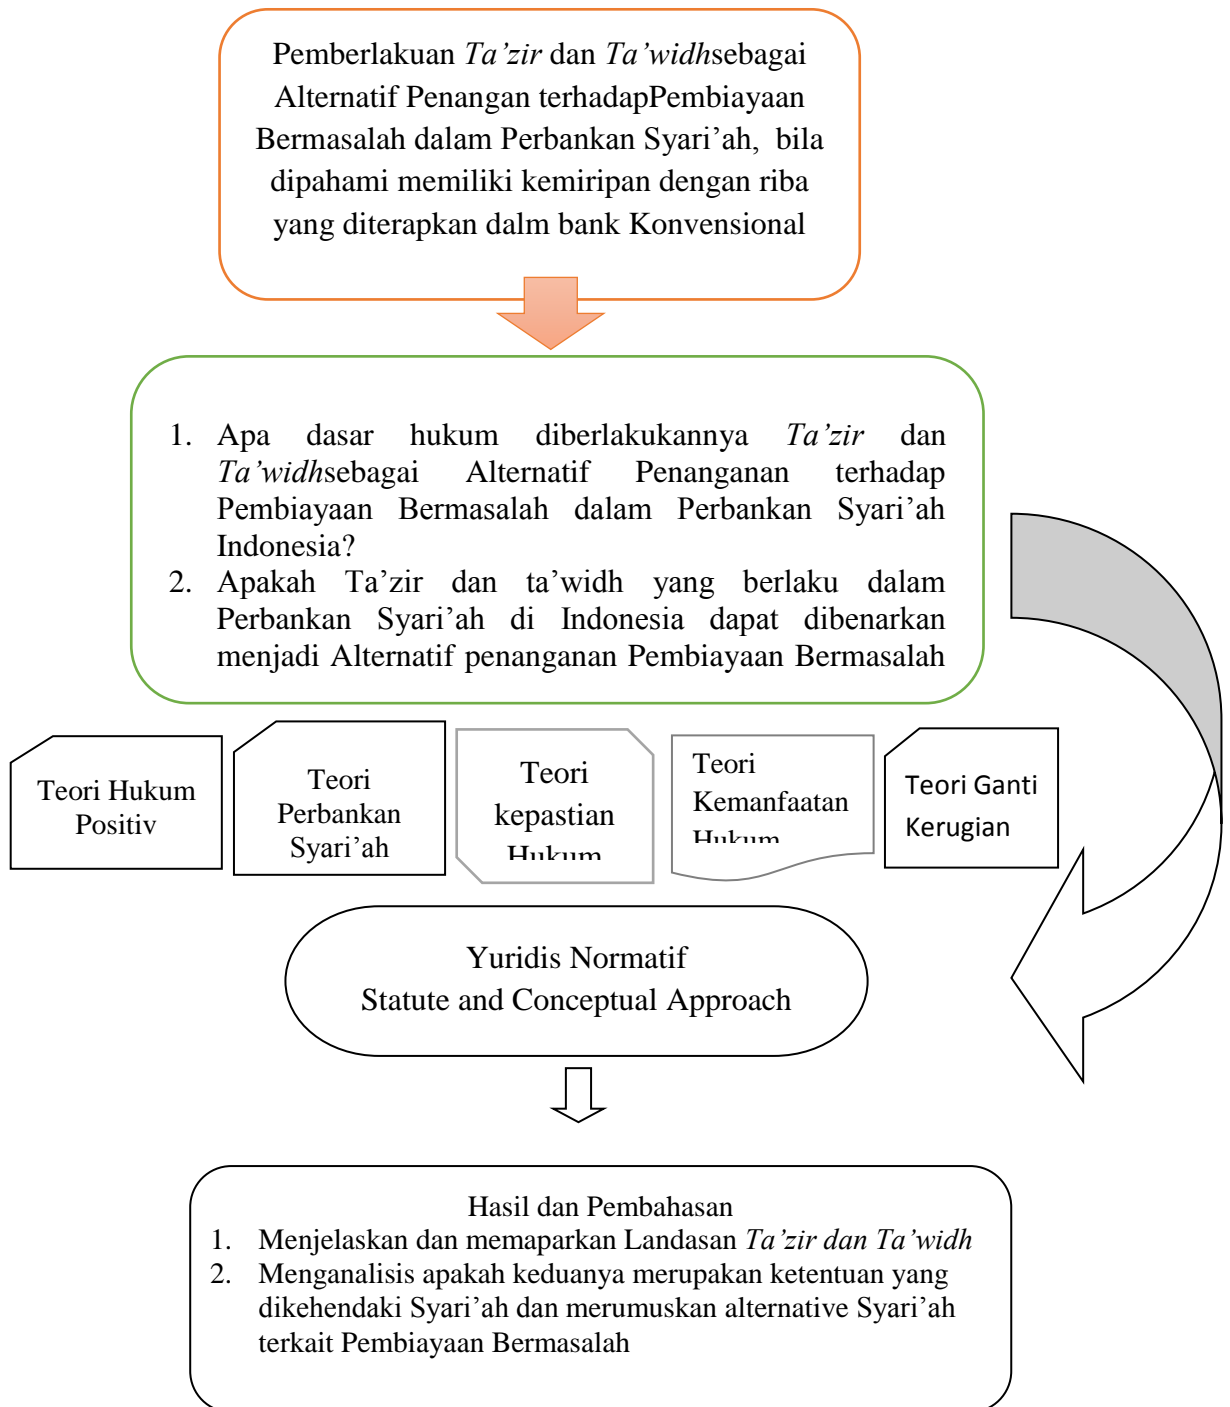 Pemberlakuan Ta’zir dan Ta’widhsebagai
Alternatif Penangan terhadapPembiayaan
Bermasalah dalam Perbankan Syari’ah, bila
dipahami memiliki kemiripan dengan riba
yang diterapkan dalm bank Konvensional
1. Apa dasar hukum diberlakukannya Ta’zir dan
Ta’widhsebagai Alternatif Penanganan terhadap
Pembiayaan Bermasalah dalam Perbankan Syari’ah
Indonesia?
2. Apakah Ta’zir dan ta’widh yang berlaku dalam
Perbankan Syari’ah di Indonesia dapat dibenarkan
menjadi Alternatif penanganan Pembiayaan Bermasalah
Teori Hukum
Positiv
Teori
Perbankan
Syari’ah
Teori
kepastian
Hukum
Teori
Kemanfaatan
Hukum
Teori Ganti
Kerugian
Yuridis Normatif
Statute and Conceptual Approach
Hasil dan Pembahasan
1. Menjelaskan dan memaparkan Landasan Ta’zir dan Ta’widh
2. Menganalisis apakah keduanya merupakan ketentuan yang
dikehendaki Syari’ah dan merumuskan alternative Syari’ah
terkait Pembiayaan Bermasalah